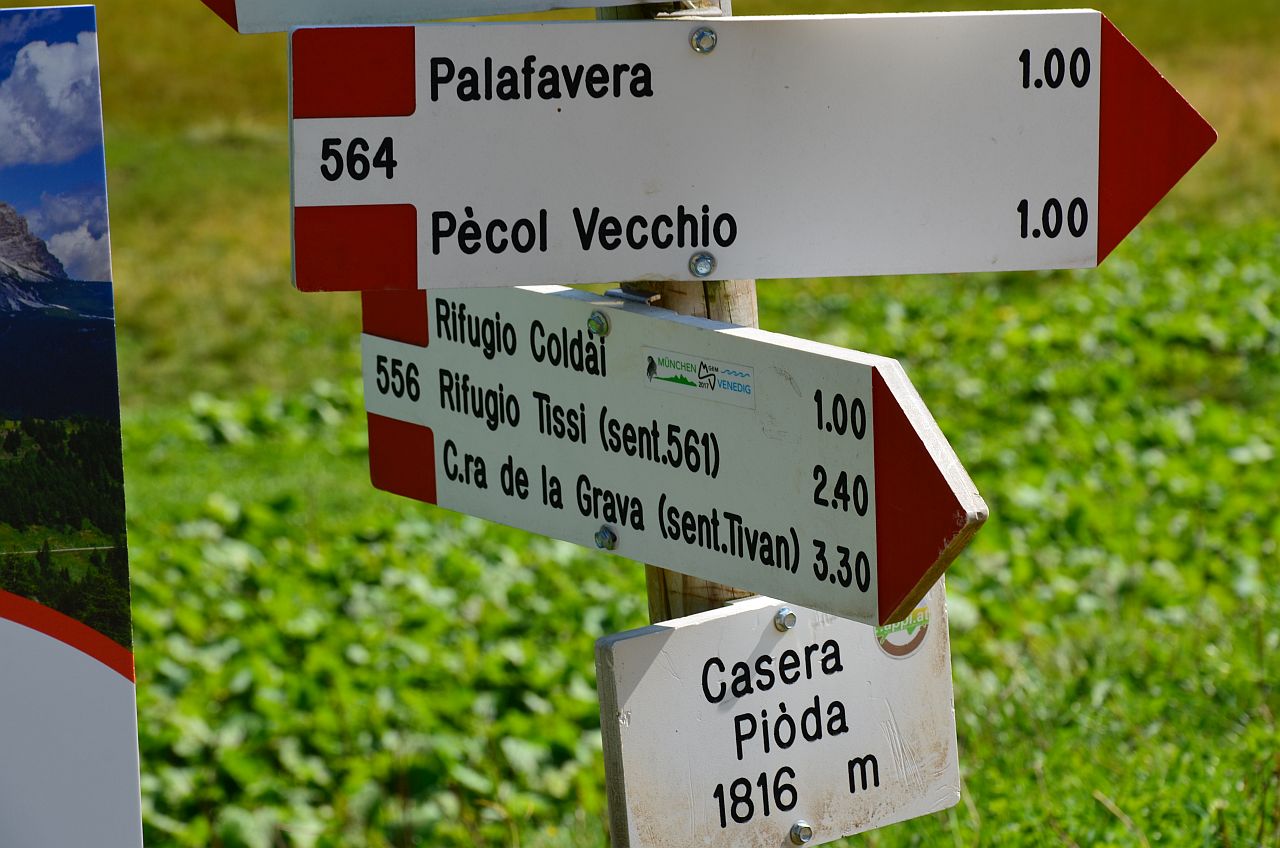 Palafavera 1.00
564
Pècol Vecchio 1.00
Rifugio Coldài 1.00
556 Rifugio Tissi (sent.561) 2.40
C.ra de la Grava (sent.Tivan) 3.30
MÜNCHEN VENEDIG
2017
Casera
Piòda
1816 m